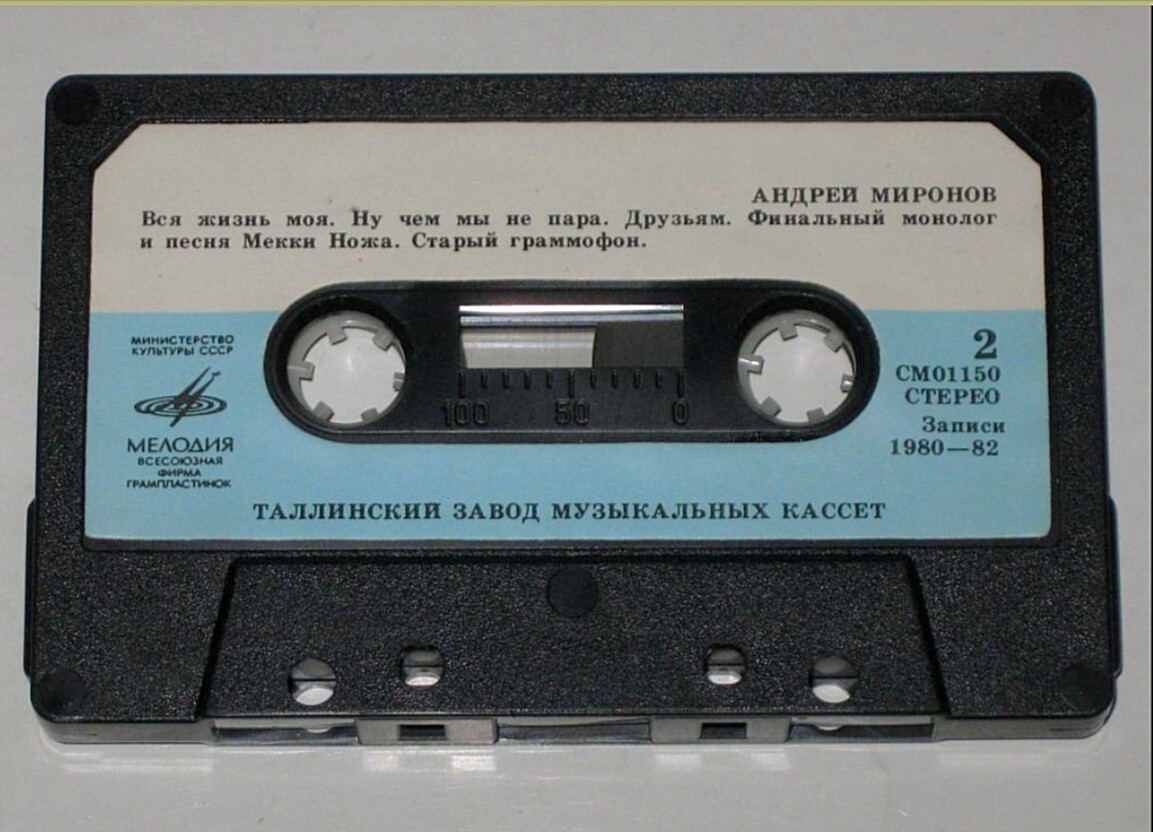 АНДРЕЙ МИРОНОВ
Вся жизнь моя. Ну чем мы не пара. Друзьям. Финальный монолог
и песня Мекки Ножа. Старый граммофон.
МИНИСТЕРСТВО
КУЛЬТУРЫ СССР
МЕЛОДИЯ
ВСЕСОЮЗНАЯ
ФИРМА
ГРАМПЛАСТИНОК
100 50 0
2
СМ01150
СТЕРЕО
Записи
1980—82
ТАЛЛИНСКИЙ ЗАВОД МУЗЫКАЛЬНЫХ КАССЕТ